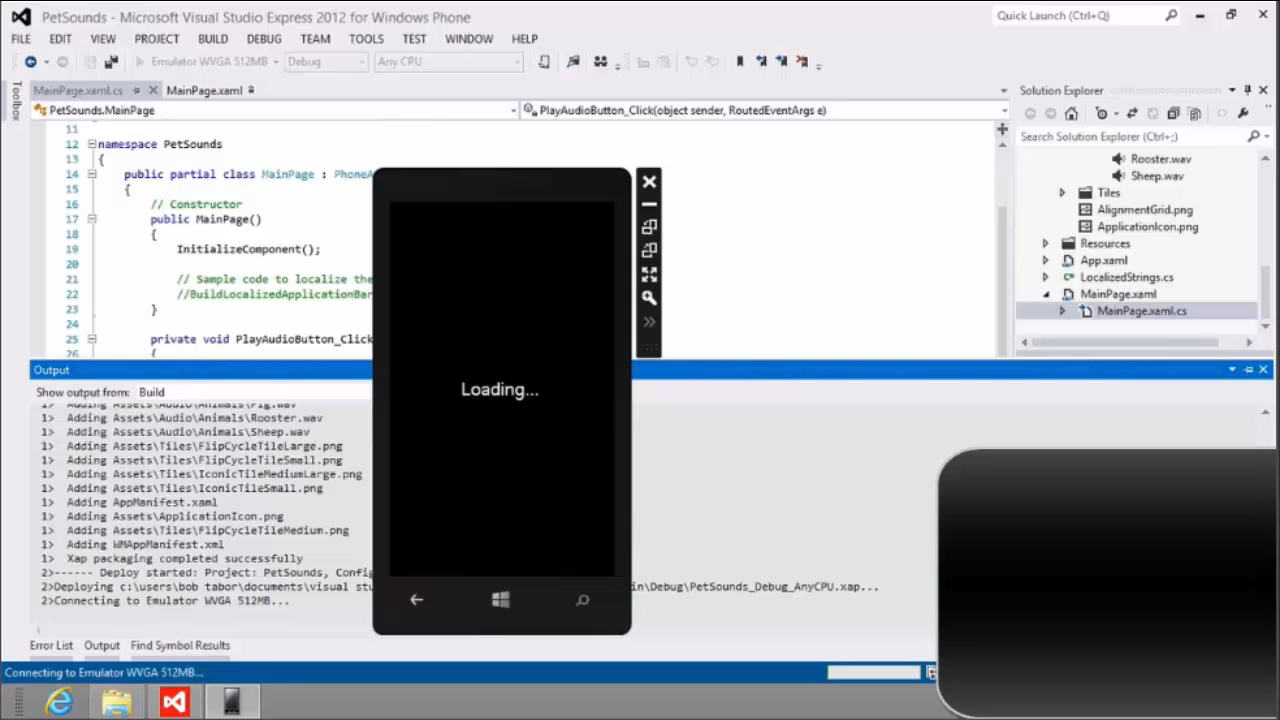 PetSounds - Microsoft Visual Studio Express 2012 for Windows Phone
Quick Launch (Ctrl+Q)
FILE EDIT VIEW PROJECT BUILD DEBUG TEAM TOOLS TEST WINDOW HELP
Emulator WVGA 512MB Debug Any CPU
Toolbox
MainPage.xaml.cs MainPage.xaml
PetSounds.MainPage PlayAudioButton_Click(object sender, RoutedEventArgs e)
11
12 namespace PetSounds
13 {
14 public partial class MainPage : PhoneA
15 {
16 // Constructor
17 public MainPage()
18 {
19 InitializeComponent();
20
21 // Sample code to localize the
22 //BuildLocalizedApplicationBar
23 }
24
25 private void PlayAudioButton_Click
26 {
Solution Explorer
Search Solution Explorer (Ctrl+;)
Rooster.wav
Sheep.wav
Tiles
AlignmentGrid.png
ApplicationIcon.png
Resources
App.xaml
LocalizedStrings.cs
MainPage.xaml
MainPage.xaml.cs
Loading...
Output
Show output from: Build
1> Adding Assets\Audio\Animals\Pig.wav
1> Adding Assets\Audio\Animals\Rooster.wav
1> Adding Assets\Audio\Animals\Sheep.wav
1> Adding Assets\Tiles\FlipCycleTileLarge.png
1> Adding Assets\Tiles\FlipCycleTileSmall.png
1> Adding Assets\Tiles\IconicTileMediumLarge.png
1> Adding Assets\Tiles\IconicTileSmall.png
1> Adding AppManifest.xaml
1> Adding Assets\ApplicationIcon.png
1> Adding Assets\Tiles\FlipCycleTileMedium.png
1> Adding WMAppManifest.xml
1> Xap packaging completed successfully
2>------ Deploy started: Project: PetSounds, Config
2>Deploying c:\users\bob tabor\documents\visual stu in\Debug\PetSounds_Debug_AnyCPU.xap...
2>Connecting to Emulator WVGA 512MB...
Error List Output Find Symbol Results
Connecting to Emulator WVGA 512MB...